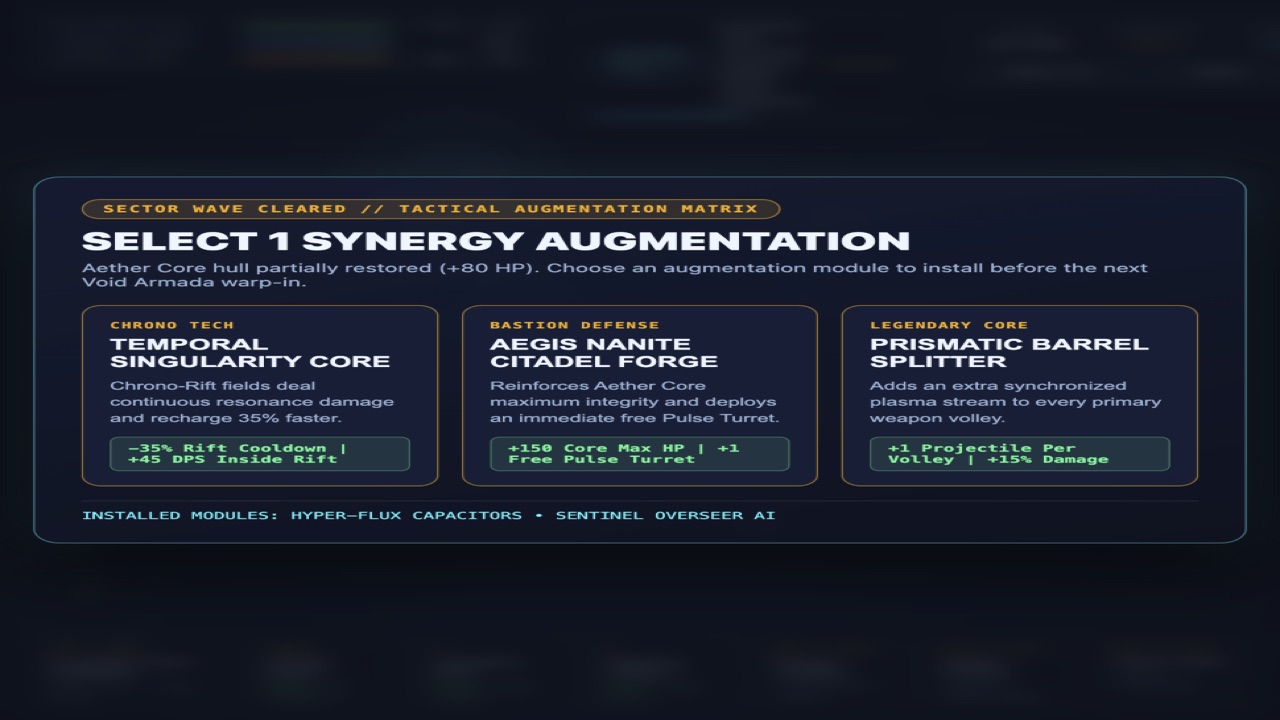 SECTOR WAVE CLEARED // TACTICAL AUGMENTATION MATRIX
SELECT 1 SYNERGY AUGMENTATION
Aether Core hull partially restored (+80 HP). Choose an augmentation module to install before the next
Void Armada warp-in.
CHRONO TECH
TEMPORAL
SINGULARITY CORE
Chrono-Rift fields deal
continuous resonance damage
and recharge 35% faster.
−35% Rift Cooldown |
+45 DPS Inside Rift
BASTION DEFENSE
AEGIS NANITE
CITADEL FORGE
Reinforces Aether Core
maximum integrity and deploys
an immediate free Pulse Turret.
+150 Core Max HP | +1
Free Pulse Turret
LEGENDARY CORE
PRISMATIC BARREL
SPLITTER
Adds an extra synchronized
plasma stream to every primary
weapon volley.
+1 Projectile Per
Volley | +15% Damage
INSTALLED MODULES: HYPER-FLUX CAPACITORS • SENTINEL OVERSEER AI